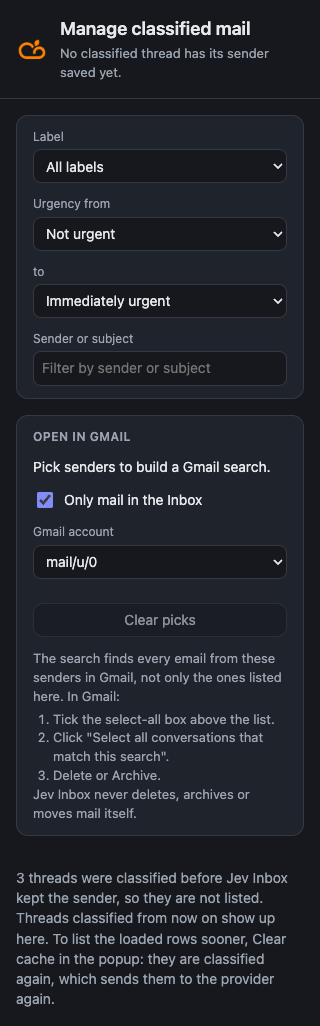 Manage classified mail
No classified thread has its sender
saved yet.
Label
All labels
Urgency from
Not urgent
to
Immediately urgent
Sender or subject
Filter by sender or subject
OPEN IN GMAIL
Pick senders to build a Gmail search.
Only mail in the Inbox
Gmail account
mail/u/0
Clear picks
The search finds every email from these
senders in Gmail, not only the ones listed
here. In Gmail:
1. Tick the select-all box above the list.
2. Click "Select all conversations that
match this search".
3. Delete or Archive.
Jev Inbox never deletes, archives or
moves mail itself.
3 threads were classified before Jev Inbox
kept the sender, so they are not listed.
Threads classified from now on show up
here. To list the loaded rows sooner, Clear
cache in the popup: they are classified
again, which sends them to the provider
again.